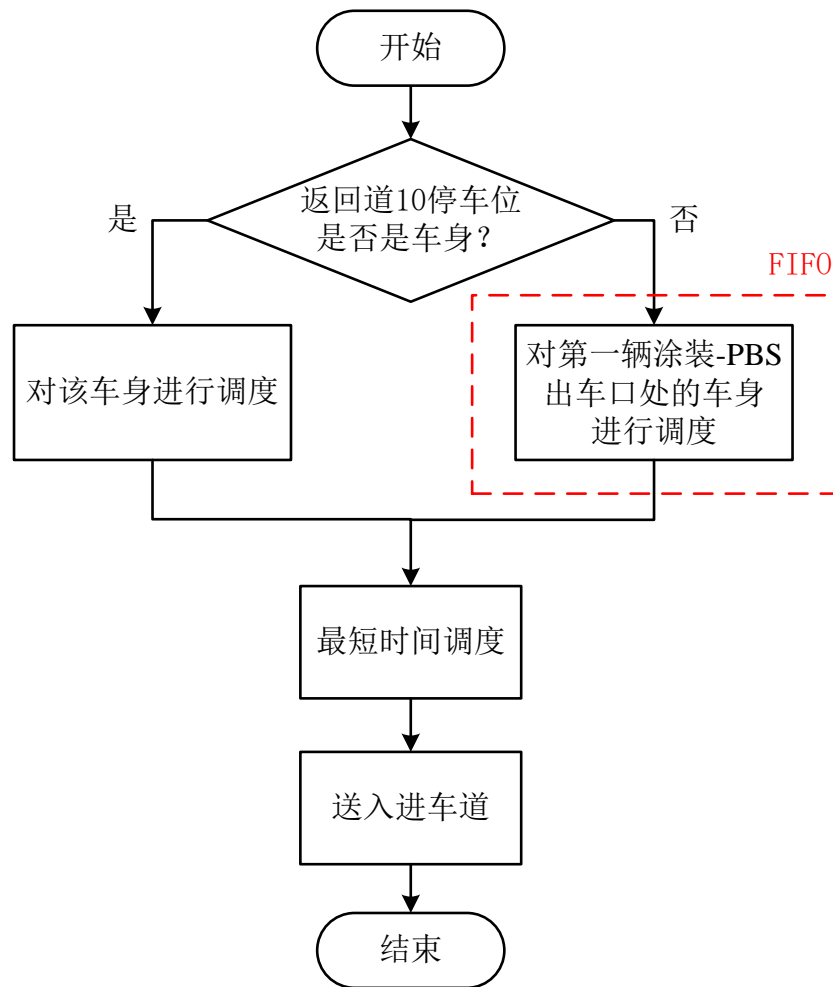 开始
返回道10停车位
是否是车身？
是
否
FIFO
对该车身进行调度
对第一辆涂装-PBS
出车口处的车身
进行调度
最短时间调度
送入进车道
结束